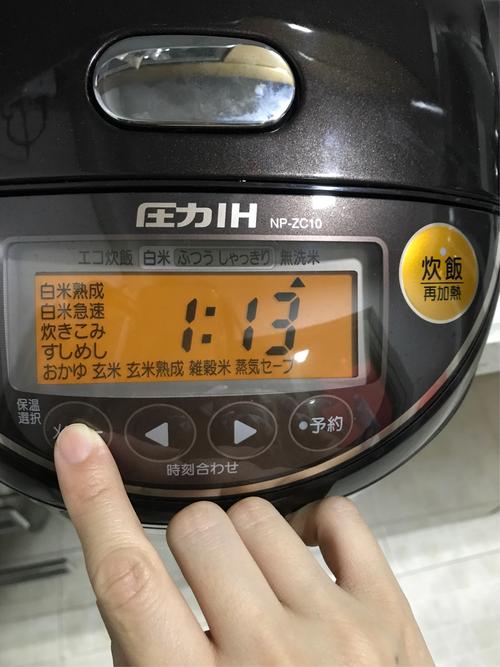 圧力IH NP-ZC10
エコ炊飯 白米 ふつう しゃっきり 無洗米
白米熟成
白米急速
炊きこみ
すしめし
おかゆ 玄米 玄米熟成 雑穀米 蒸気セーブ
1:13
炊飯
再加熱
保温
選択
予約
時刻合わせ